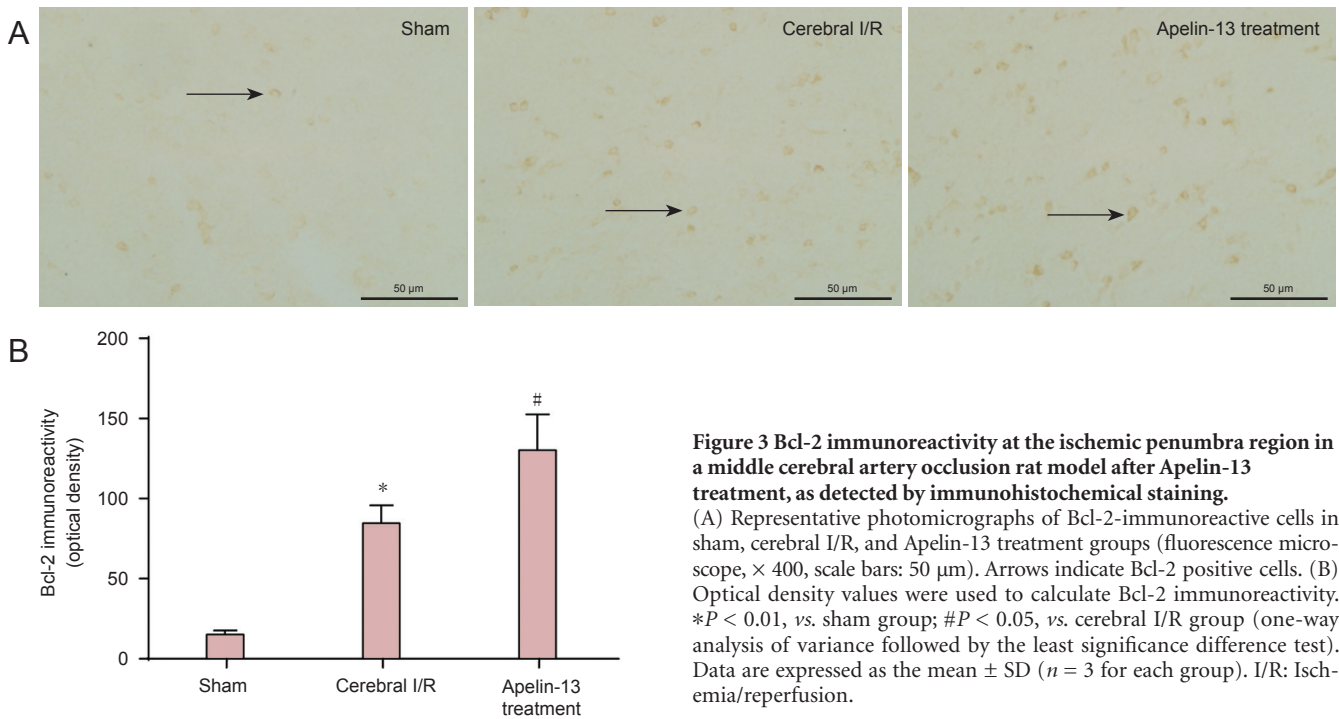 A
Sham
Cerebral I/R
Apelin-13 treatment
50 µm
50 µm
50 µm
B
Bcl-2 immunoreactivity
(optical density)
200
150
100
50
0
*
#
Sham
Cerebral I/R
Apelin-13
treatment
Figure 3 Bcl-2 immunoreactivity at the ischemic penumbra region in
a middle cerebral artery occlusion rat model after Apelin-13
treatment, as detected by immunohistochemical staining.
(A) Representative photomicrographs of Bcl-2-immunoreactive cells in
sham, cerebral I/R, and Apelin-13 treatment groups (fluorescence micro-
scope, × 400, scale bars: 50 µm). Arrows indicate Bcl-2 positive cells. (B)
Optical density values were used to calculate Bcl-2 immunoreactivity.
*P < 0.01, vs. sham group; #P < 0.05, vs. cerebral I/R group (one-way
analysis of variance followed by the least significance difference test).
Data are expressed as the mean ± SD (n = 3 for each group). I/R: Isch-
emia/reperfusion.